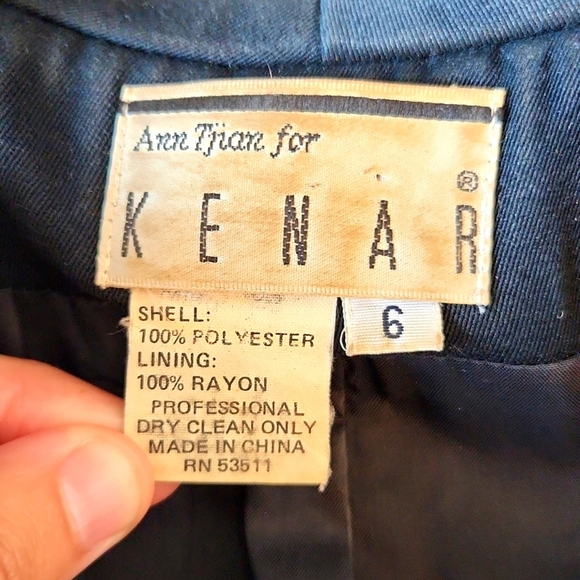 Ann Tjian for
KENAR®
6
SHELL:
100% POLYESTER
LINING:
100% RAYON
PROFESSIONAL
DRY CLEAN ONLY
MADE IN CHINA
RN 53511